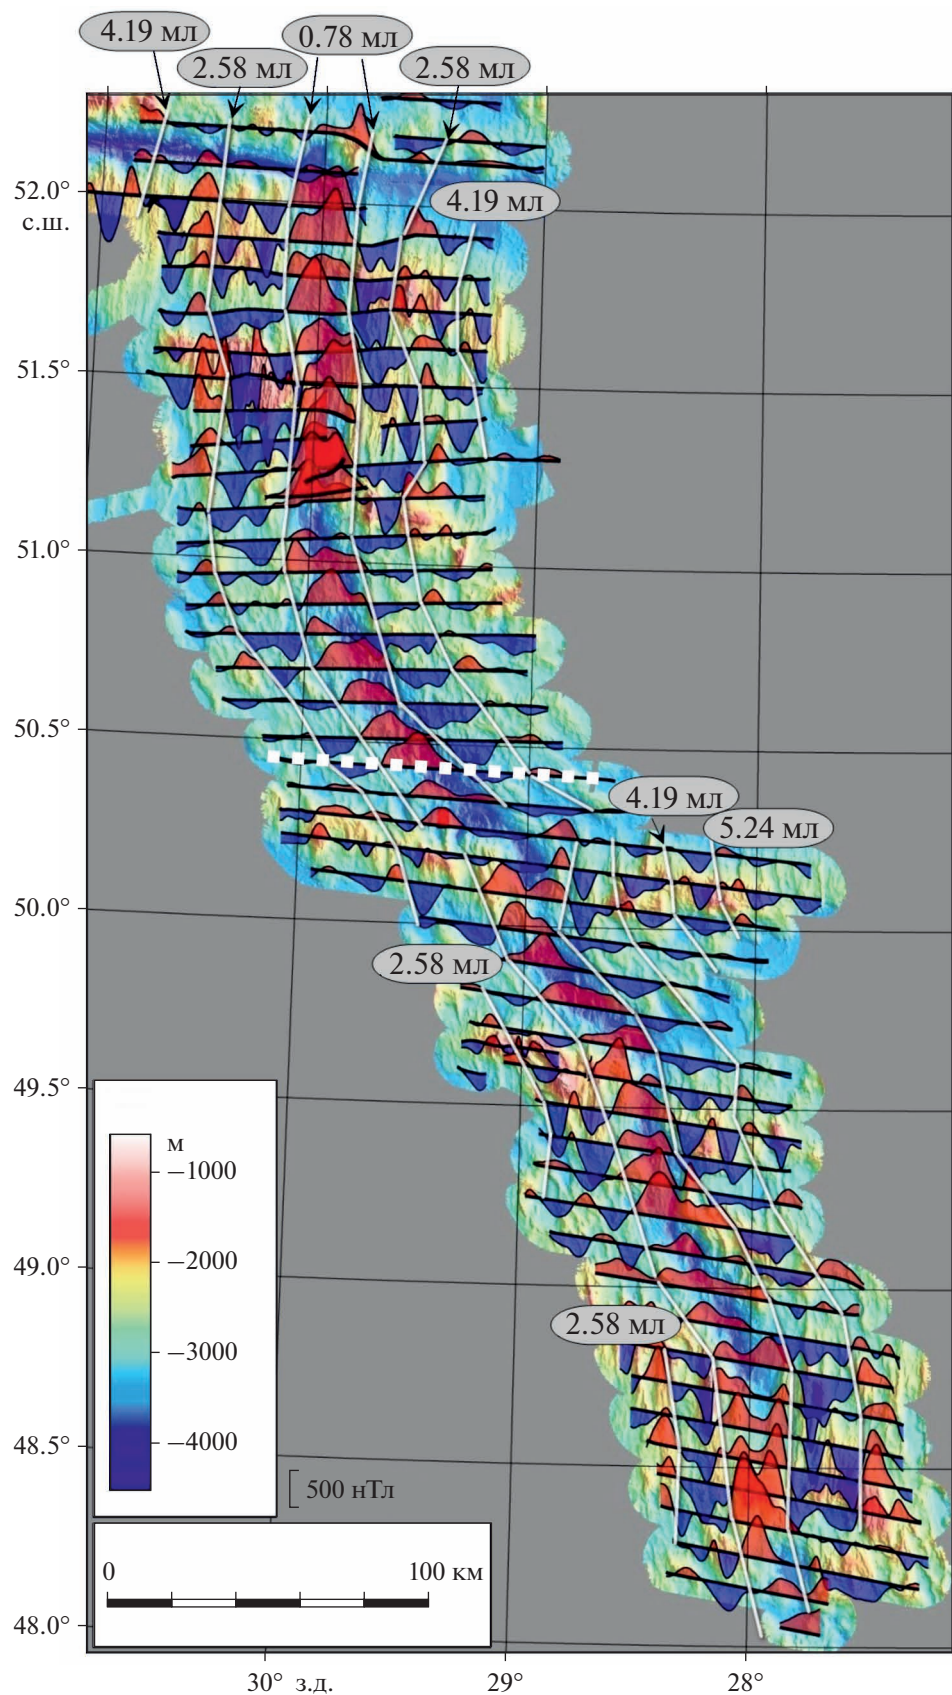 4.19 мл
0.78 мл
2.58 мл
2.58 мл
52.0°
с.ш.
4.19 мл
51.5°
51.0°
50.5°
4.19 мл
5.24 мл
50.0°
2.58 мл
49.5°
м
−1000
−2000
49.0°
2.58 мл
−3000
−4000
48.5°
500 нТл
0
100 км
48.0°
30° з.д.
29°
28°